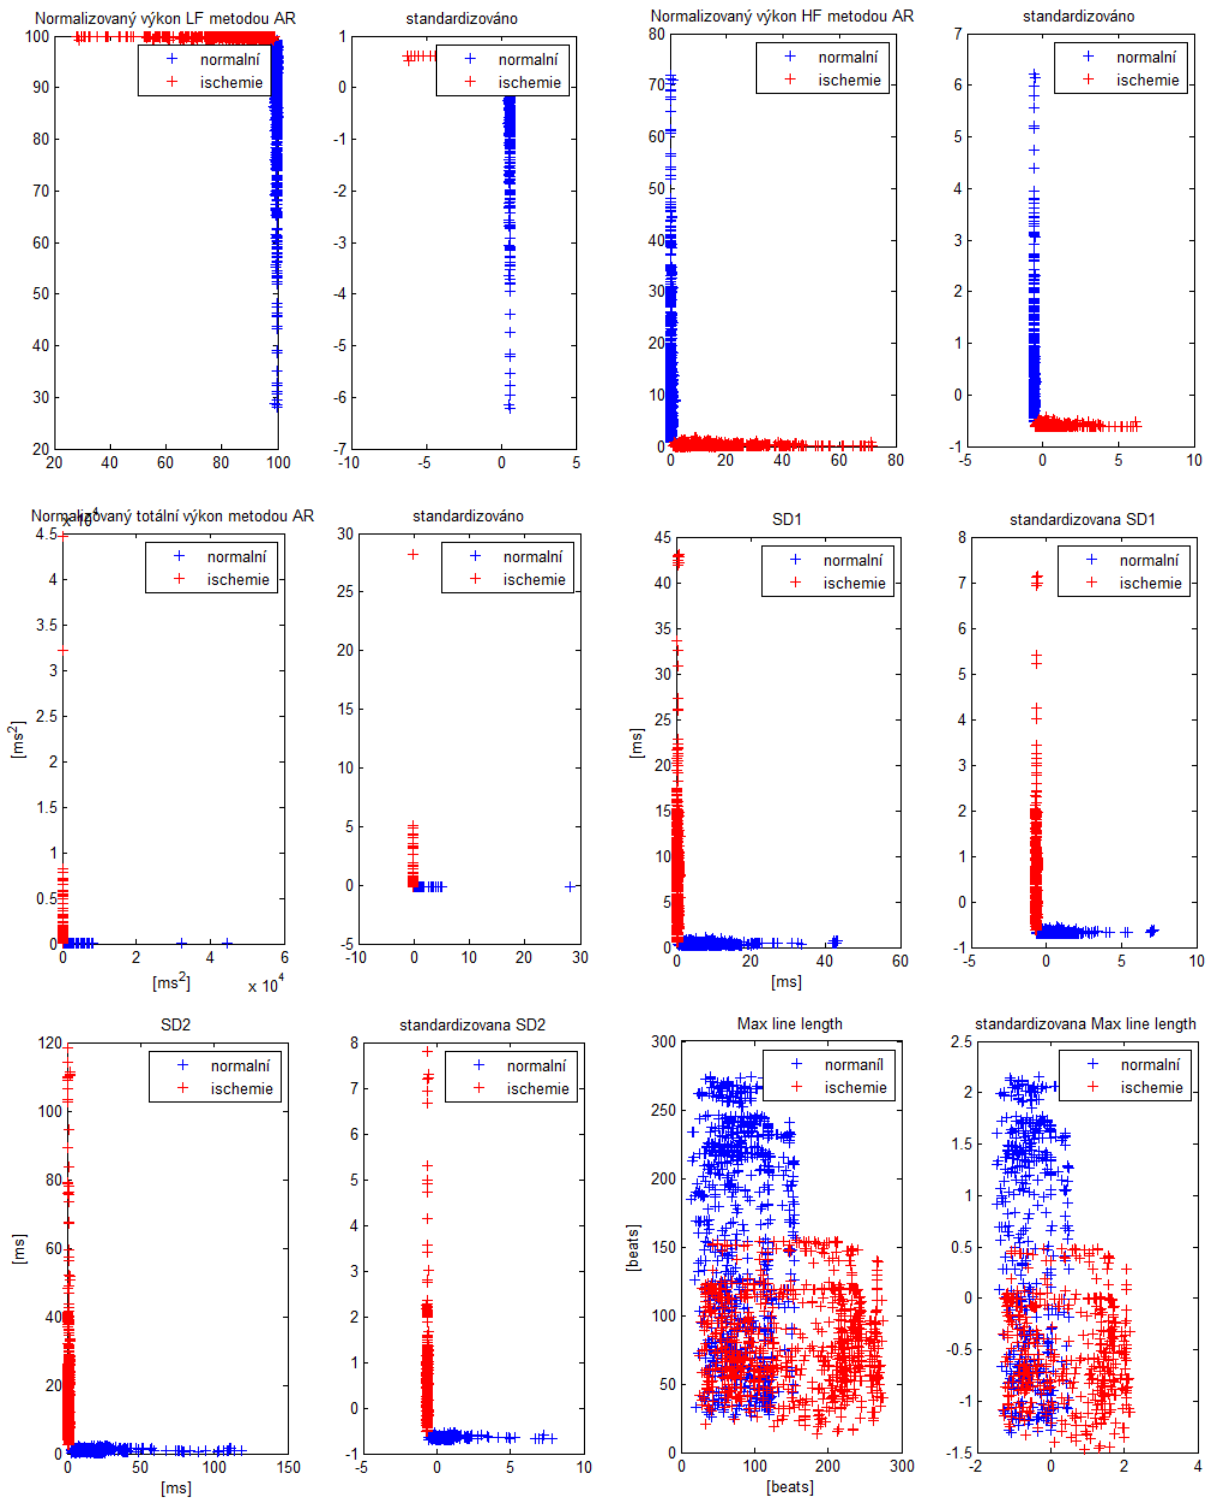 Normalizovaný výkon LF metodou AR
100
90
80
70
60
50
40
30
20
20 40 60 80 100
normalní
ischemie
standardizováno
1
0
-1
-2
-3
-4
-5
-6
-7
-10 -5 0 5
normalní
ischemie
Normalizovaný výkon HF metodou AR
80
70
60
50
40
30
20
10
0
0 20 40 60 80
normalní
ischemie
standardizováno
7
6
5
4
3
2
1
0
-1
-5 0 5 10
normalní
ischemie
Normalizovaný totální výkon metodou AR
x 10⁴
4.5
4
3.5
3
2.5
2
1.5
1
0.5
0
[ms²]
0 2 4 6
[ms²]
x 10⁴
normalní
ischemie
standardizováno
30
25
20
15
10
5
0
-5
-10 0 10 20 30
normalní
ischemie
SD1
45
40
35
30
25
20
15
10
5
0
[ms]
0 20 40 60
[ms]
normalní
ischemie
standardizovana SD1
8
7
6
5
4
3
2
1
0
-1
-5 0 5 10
normalní
ischemie
SD2
120
100
80
60
40
20
0
[ms]
0 50 100 150
[ms]
normalní
ischemie
standardizovana SD2
8
7
6
5
4
3
2
1
0
-1
-5 0 5 10
normalní
ischemie
Max line length
300
250
200
150
100
50
0
[beats]
0 100 200 300
[beats]
normaníl
ischemie
standardizovana Max line length
2.5
2
1.5
1
0.5
0
-0.5
-1
-1.5
-2 0 2 4
normalní
ischemie